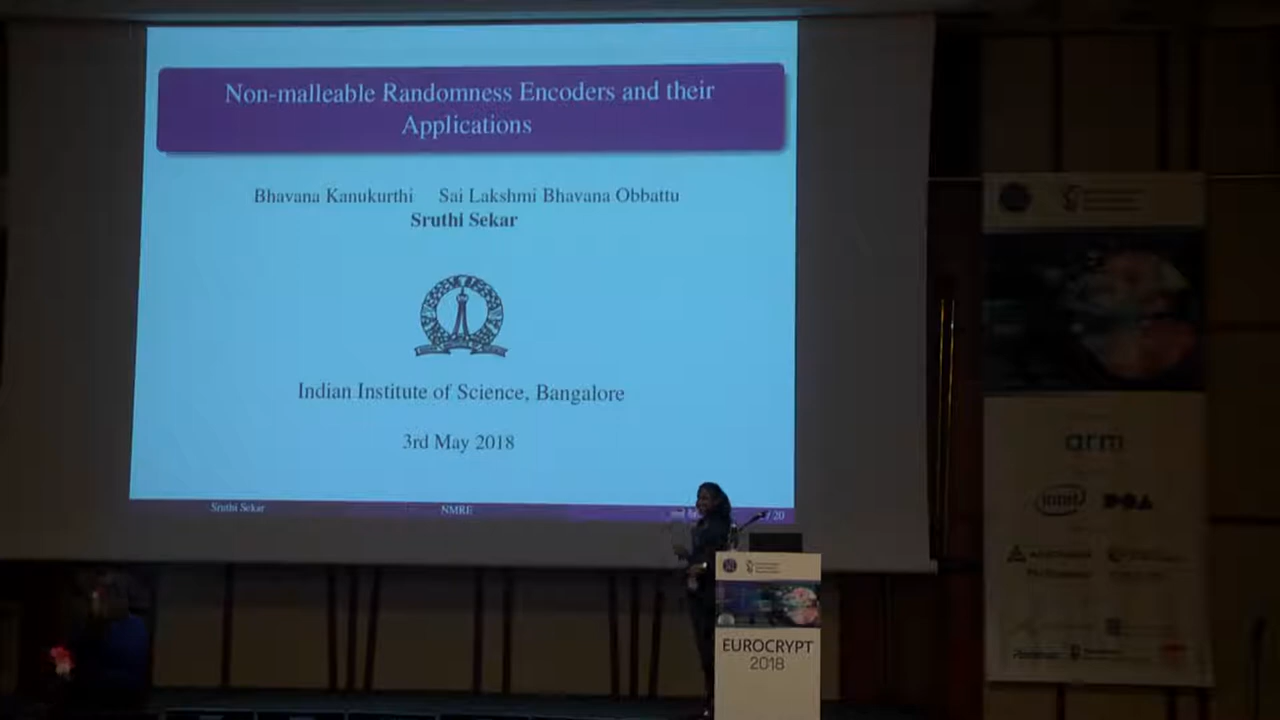 Non-malleable Randomness Encoders and their
Applications
Bhavana Kanukurthi Sai Lakshmi Bhavana Obbattu
Sruthi Sekar
Indian Institute of Science, Bangalore
3rd May 2018
Sruthi Sekar NMRE / 20
arm
intel
EUROCRYPT
2018